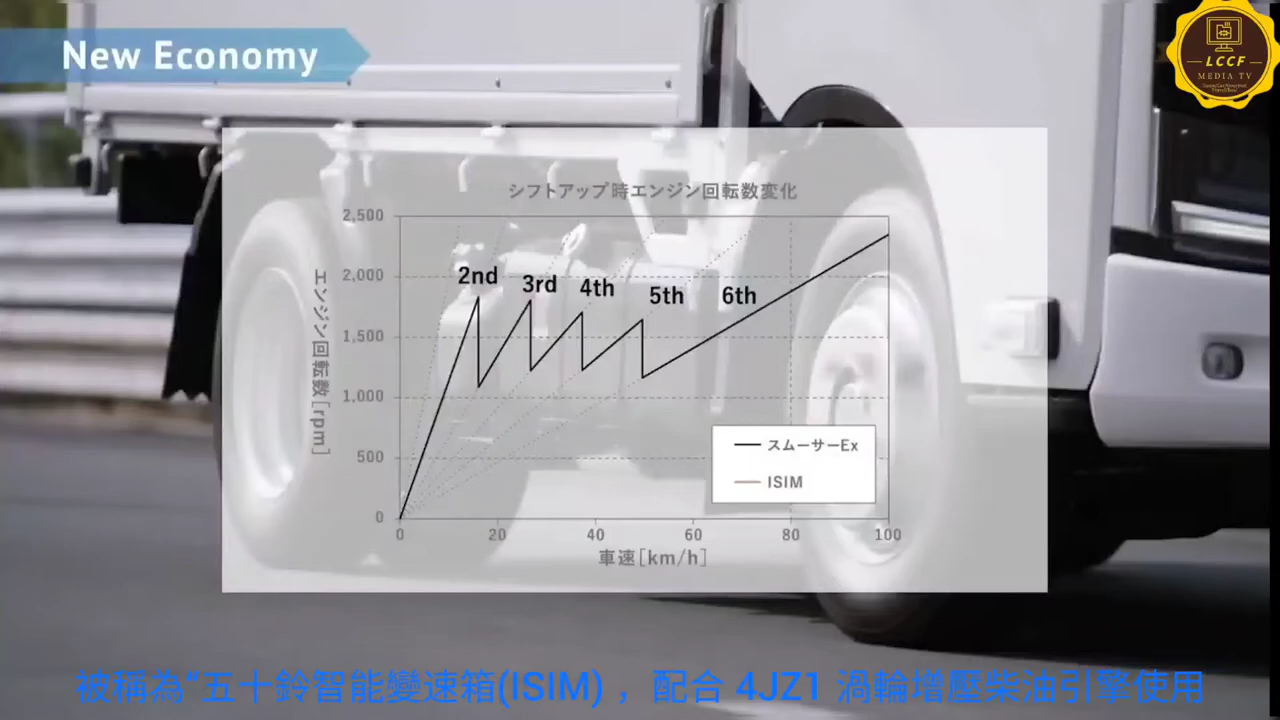 New Economy
LCCF
MEDIA TV
シフトアップ時エンジン回転数変化
2,500
2,000
1,500
1,000
500
0
エンジン回転数[rpm]
2nd
3rd
4th
5th
6th
スムーサーEx
ISIM
0 20 40 60 80 100
車速[km/h]
被稱為“五十鈴智能變速箱(ISIM)，配合 4JZ1 渦輪增壓柴油引擎使用